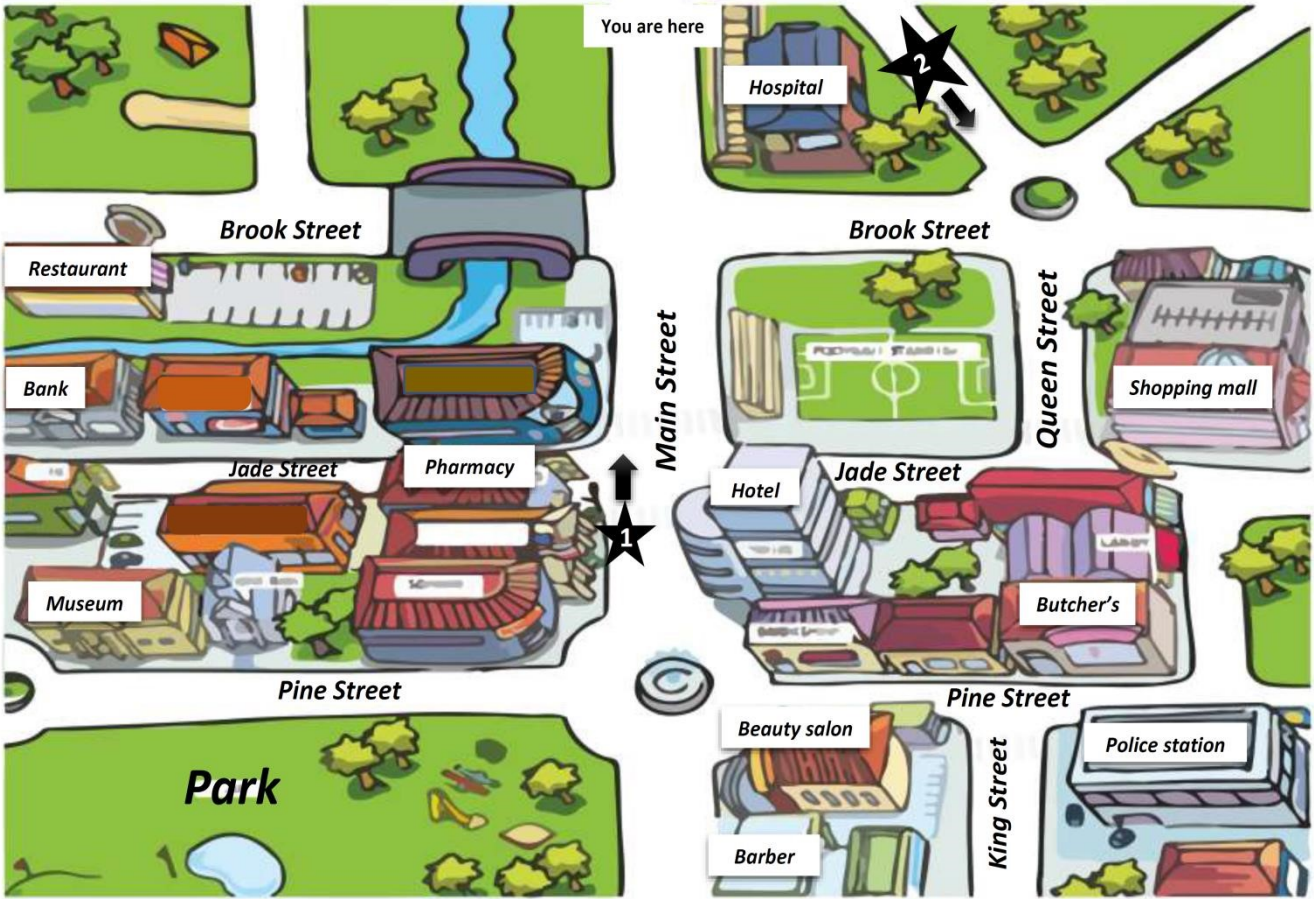 You are here
2
Hospital
Brook Street
Brook Street
Restaurant
Main Street
Queen Street
Bank
Shopping mall
Jade Street
Pharmacy
Jade Street
Hotel
1
Museum
Butcher's
Pine Street
Pine Street
Beauty salon
Police station
King Street
Park
Barber